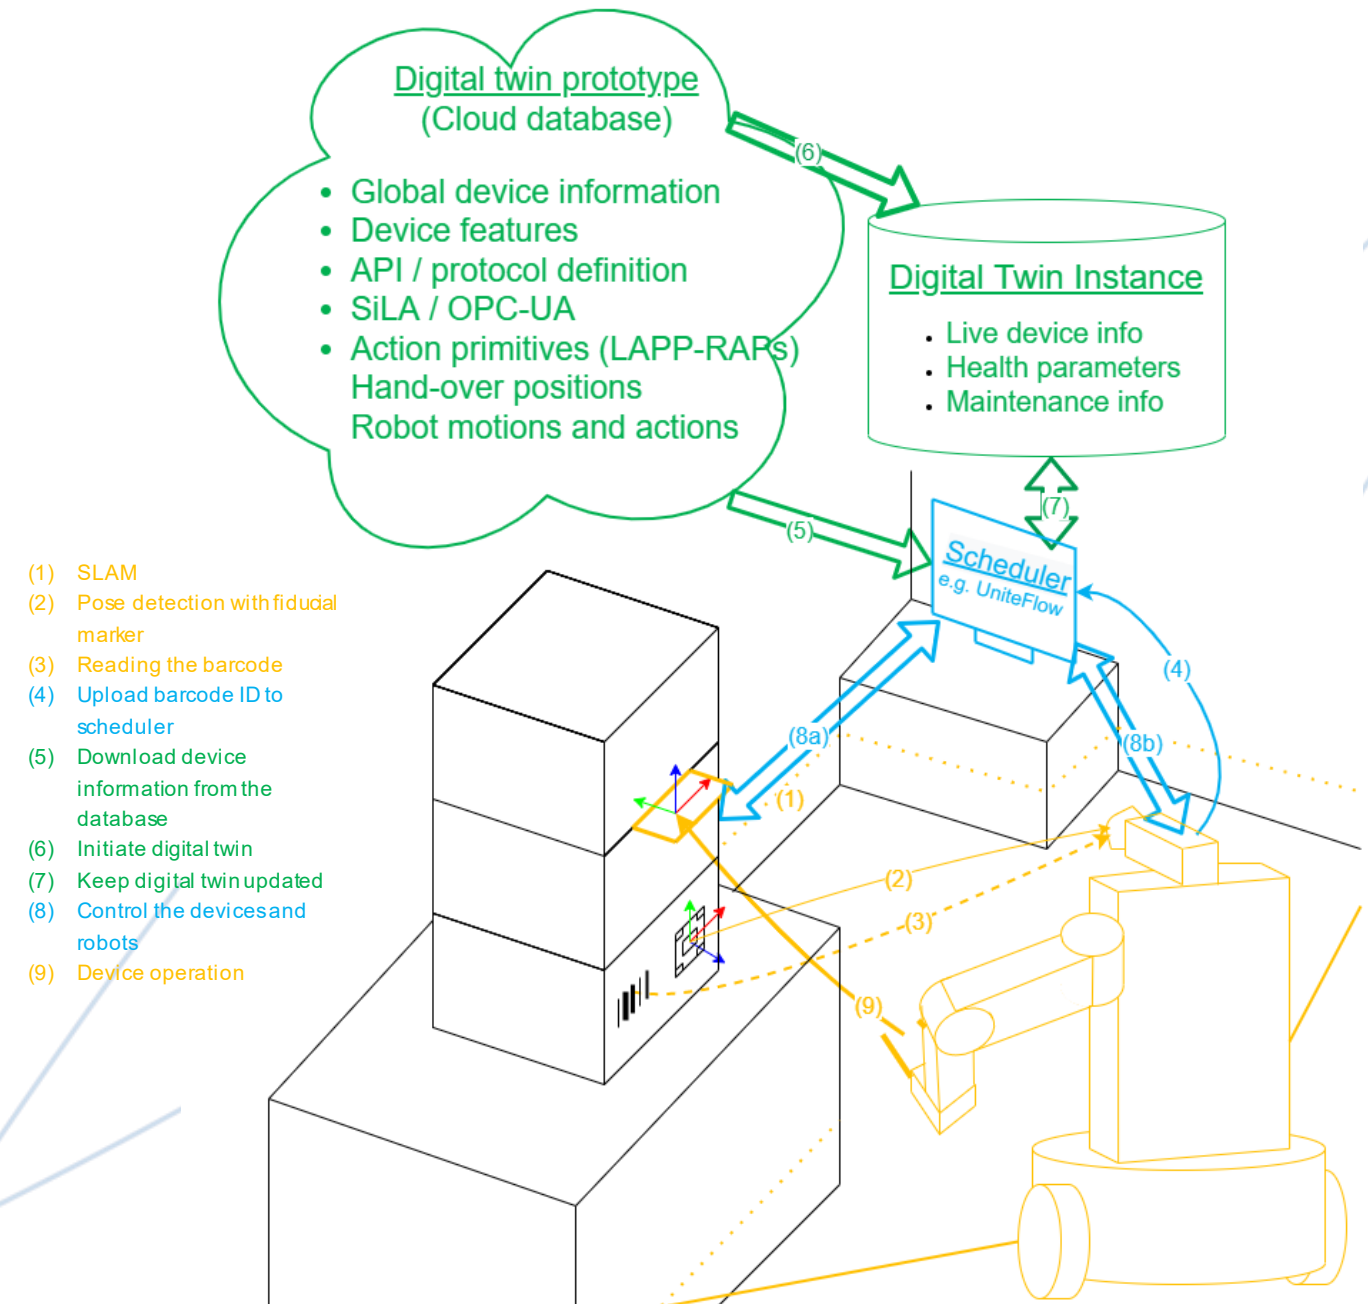 Digital twin prototype
(Cloud database)
• Global device information
• Device features
• API / protocol definition
• SiLA / OPC-UA
• Action primitives (LAPP-RAPs)
Hand-over positions
Robot motions and actions
(6)
Digital Twin Instance
• Live device info
• Health parameters
• Maintenance info
(7)
(5)
Scheduler
e.g. UniteFlow
(4)
(8a)
(8b)
(1)
(2)
(3)
(9)
(1) SLAM
(2) Pose detection with fiducial
marker
(3) Reading the barcode
(4) Upload barcode ID to
scheduler
(5) Download device
information from the
database
(6) Initiate digital twin
(7) Keep digital twin updated
(8) Control the devices and
robots
(9) Device operation